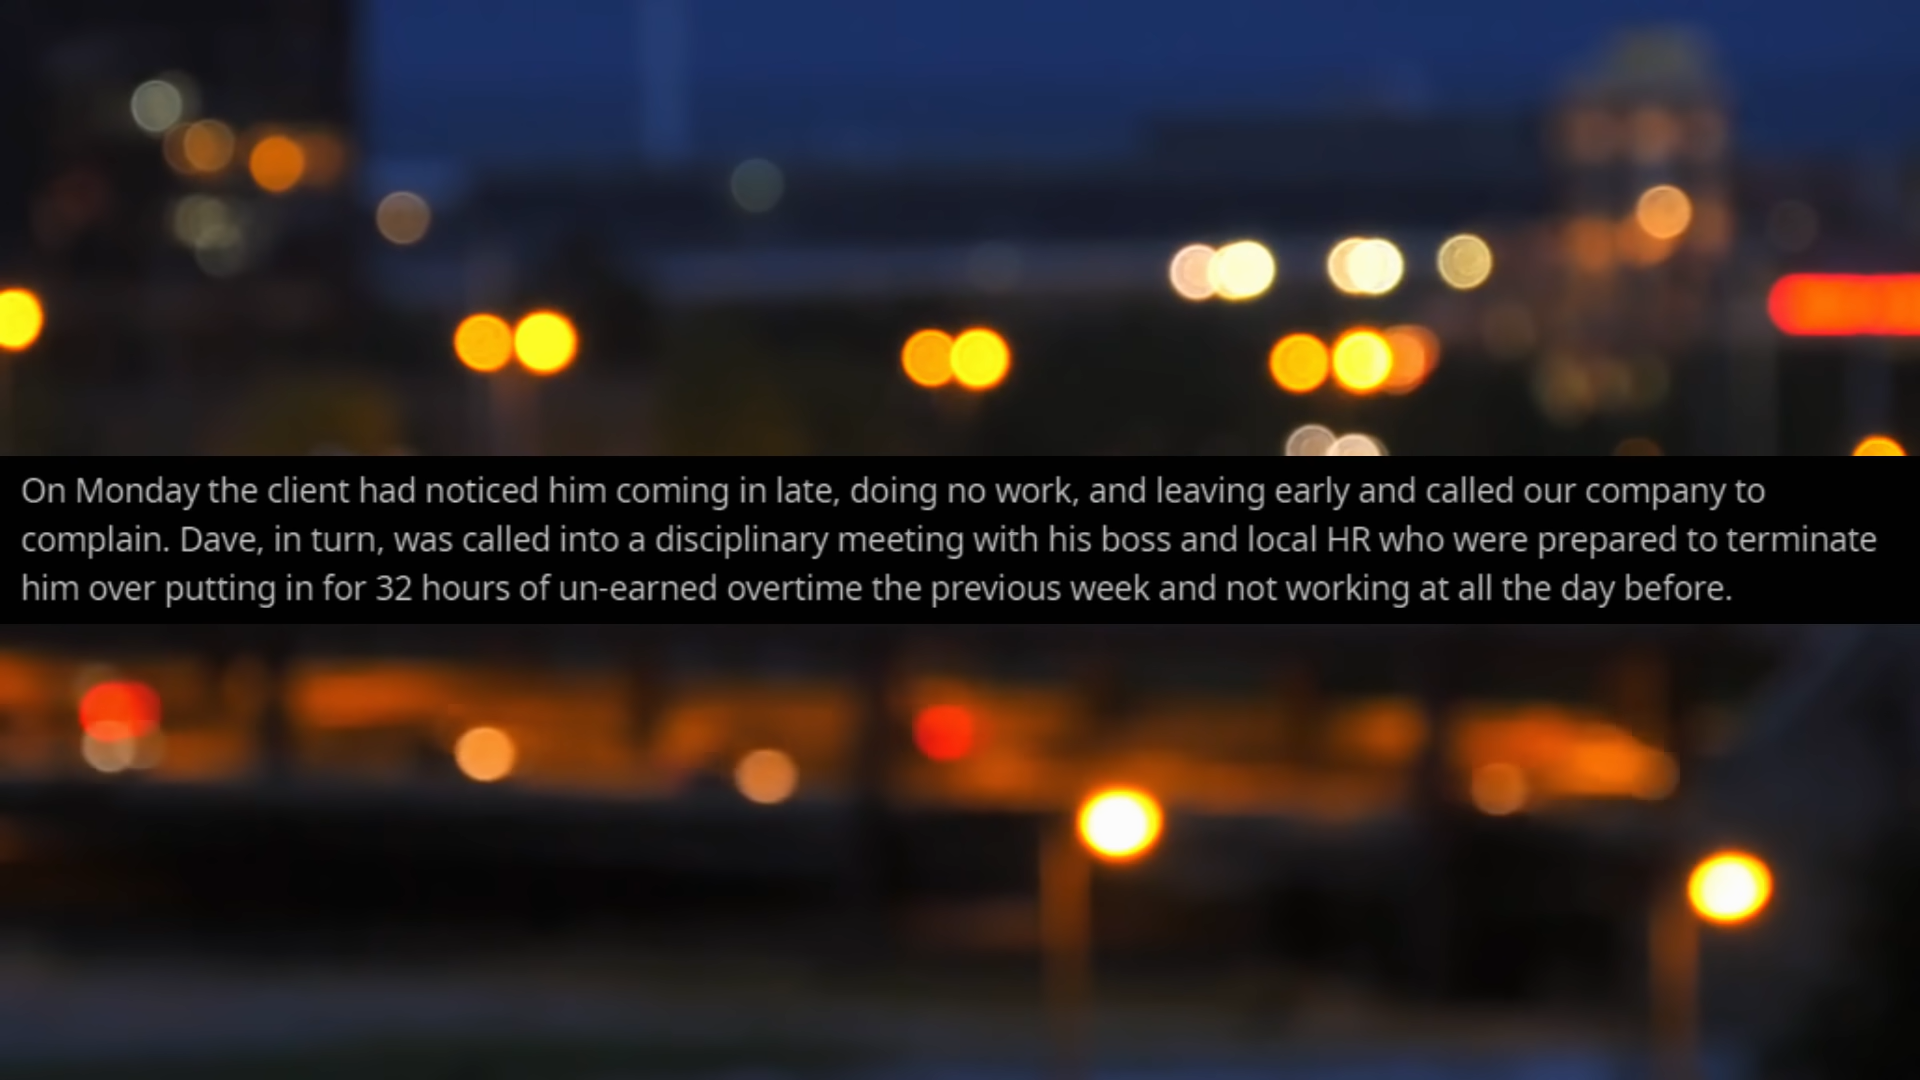 On Monday the client had noticed him coming in late, doing no work, and leaving early and called our company to
complain. Dave, in turn, was called into a disciplinary meeting with his boss and local HR who were prepared to terminate
him over putting in for 32 hours of un-earned overtime the previous week and not working at all the day before.